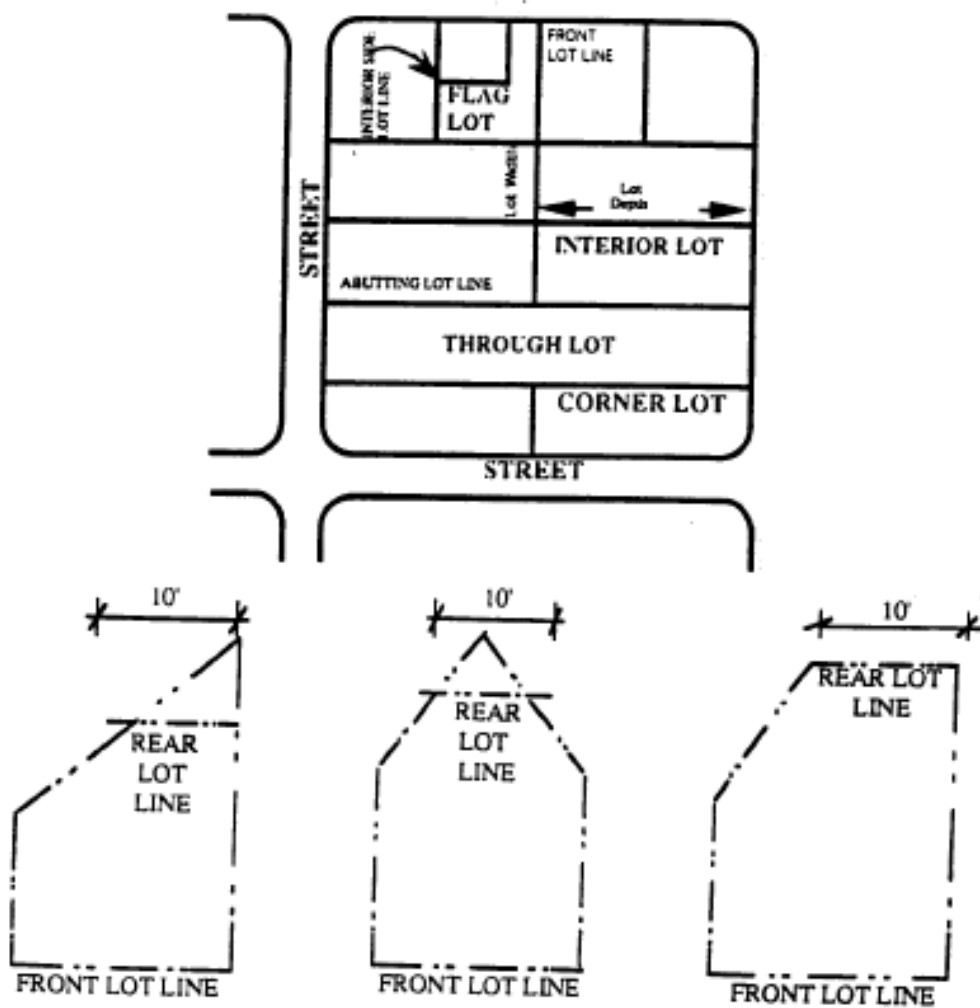 FRONT
LOT LINE
INTERIOR SIDE
LOT LINE
FLAG
LOT
Lot Width
Lot
Depth
STREET
INTERIOR LOT
ABUTTING LOT LINE
THROUGH LOT
CORNER LOT
STREET
10'
10'
10'
REAR
LOT
LINE
REAR
LOT
LINE
REAR LOT
LINE
FRONT LOT LINE
FRONT LOT LINE
FRONT LOT LINE